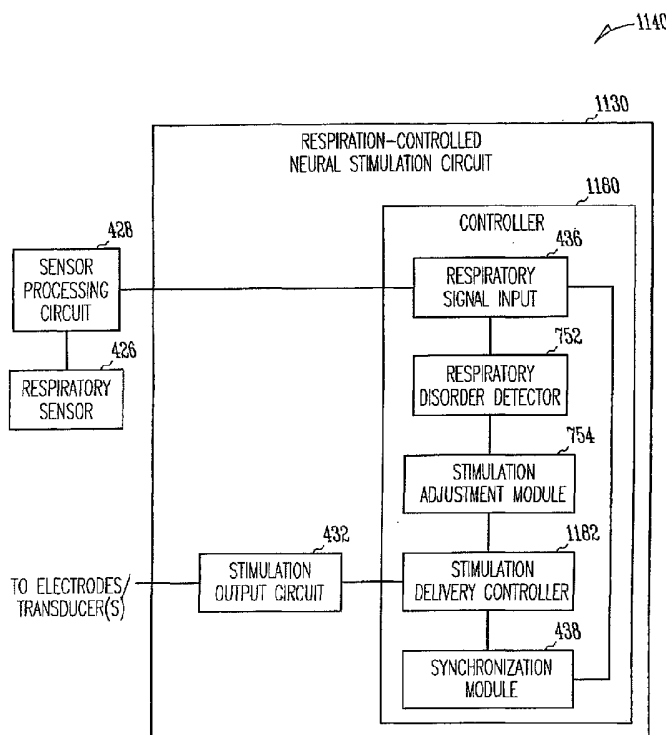 1140
1130
RESPIRATION-CONTROLLED
NEURAL STIMULATION CIRCUIT
1180
CONTROLLER
428
SENSOR
PROCESSING
CIRCUIT
436
RESPIRATORY
SIGNAL INPUT
426
RESPIRATORY
SENSOR
752
RESPIRATORY
DISORDER DETECTOR
754
STIMULATION
ADJUSTMENT MODULE
TO ELECTRODES/
TRANSDUCER(S)
432
STIMULATION
OUTPUT CIRCUIT
1182
STIMULATION
DELIVERY CONTROLLER
438
SYNCHRONIZATION
MODULE